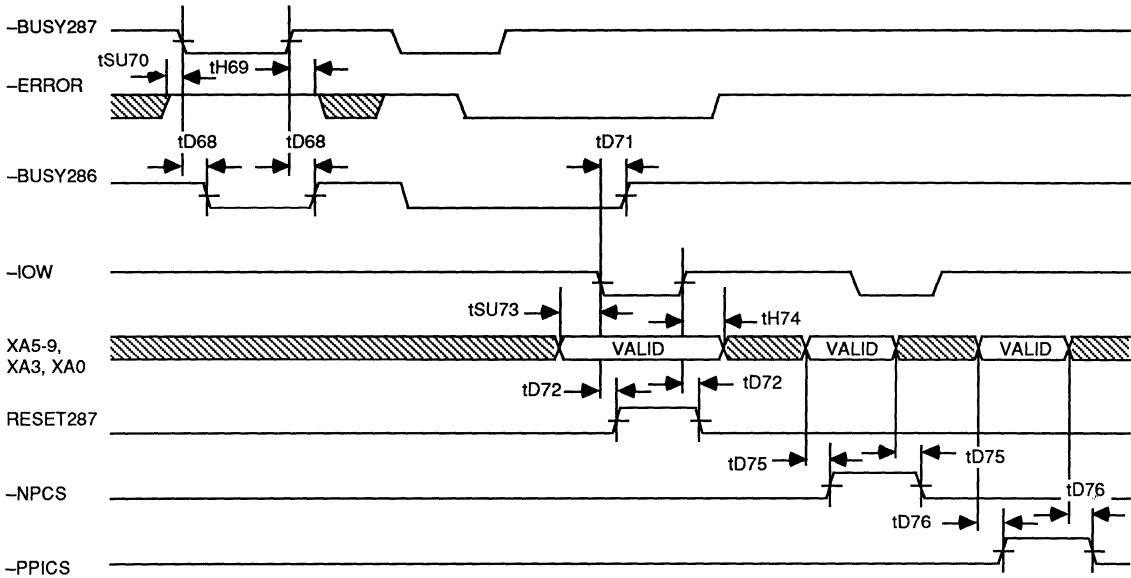 –BUSY287
tSU70
tH69
–ERROR
tD68
tD68
tD71
–BUSY286
–IOW
tSU73
tH74
XA5-9,
XA3, XA0
VALID
VALID
VALID
tD72
tD72
RESET287
tD75
tD75
–NPCS
tD76
tD76
–PPICS